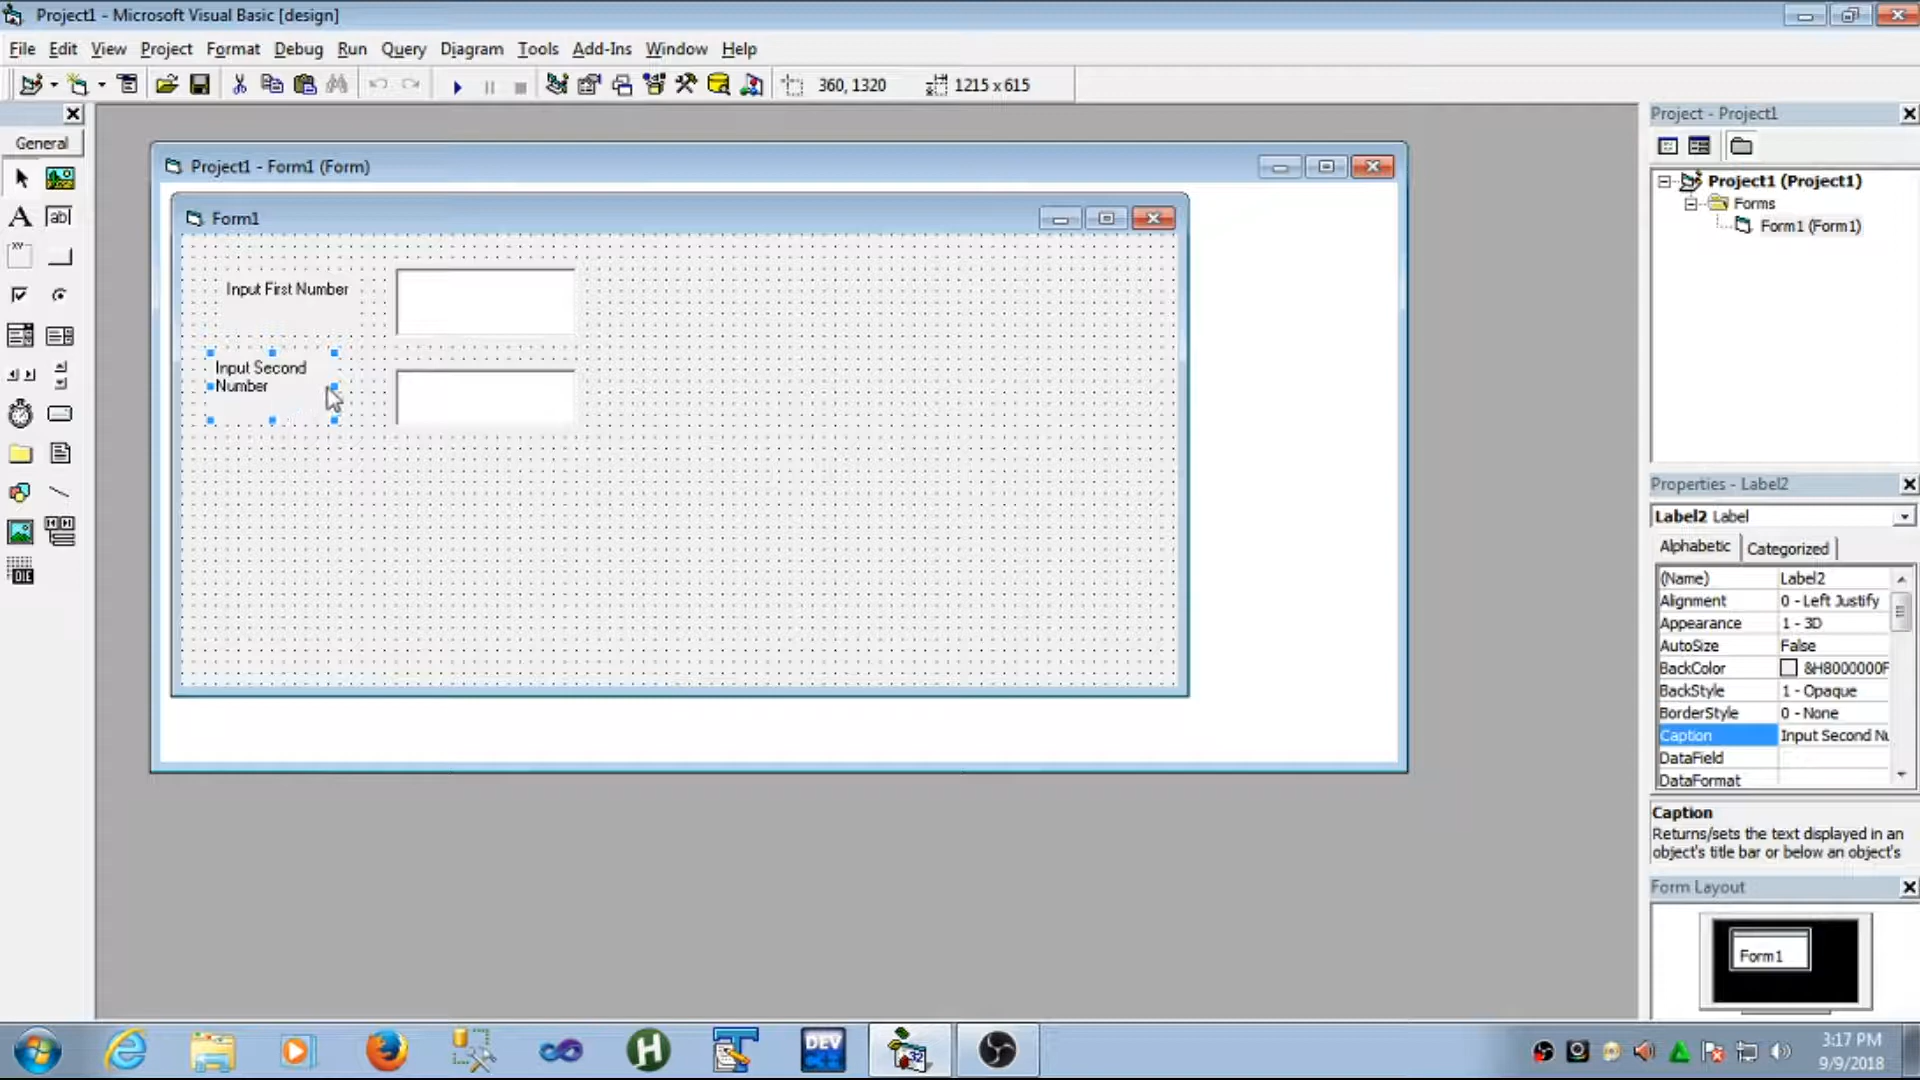 Project1 - Microsoft Visual Basic [design]
File Edit View Project Format Debug Run Query Diagram Tools Add-Ins Window Help
360, 1320 1215 x 615
General
A ab|
XY
Project1 - Form1 (Form)
Form1
Input First Number
Input Second
Number
Project - Project1
Project1 (Project1)
Forms
Form1 (Form1)
Properties - Label2
Label2 Label
Alphabetic Categorized
(Name) Label2
Alignment 0 - Left Justify
Appearance 1 - 3D
AutoSize False
BackColor &H8000000F
BackStyle 1 - Opaque
BorderStyle 0 - None
Caption Input Second Nu
DataField
DataFormat
Caption
Returns/sets the text displayed in an
object's title bar or below an object's
Form Layout
Form1
OLE
H
DEV
32
3:17 PM
9/9/2018